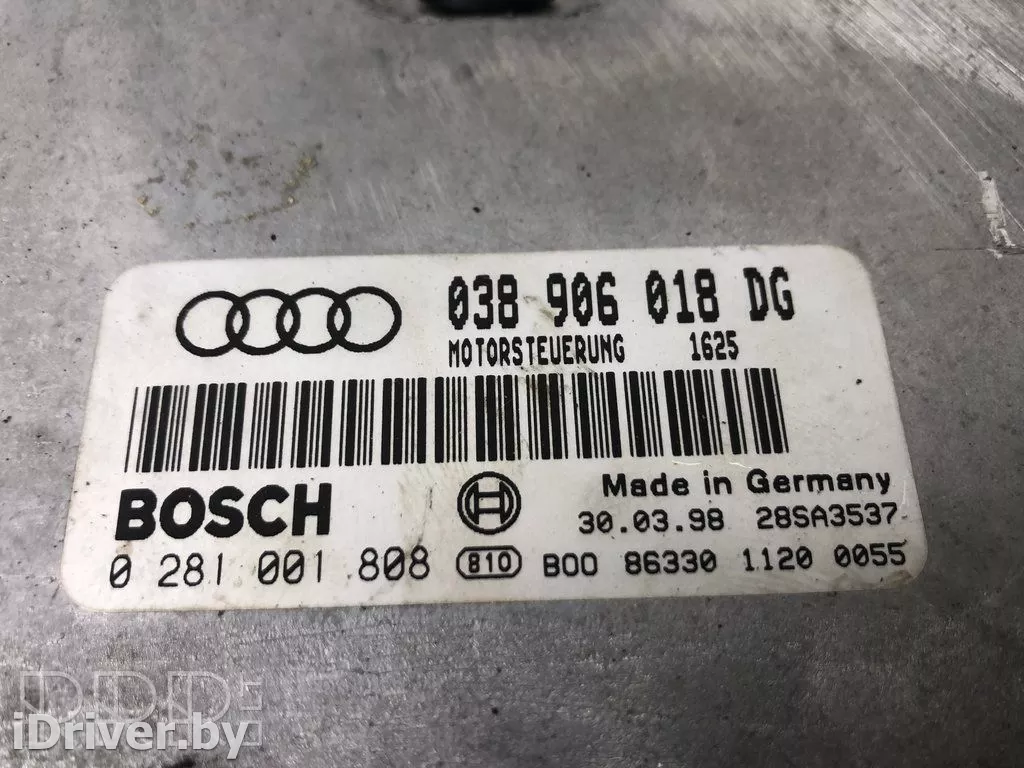 038 906 018 DG
MOTORSTEUERUNG 1625
BOSCH
Made in Germany
30.03.98 28SA3537
0 281 001 808 810 B00 86330 1120 0055
iDriver.by